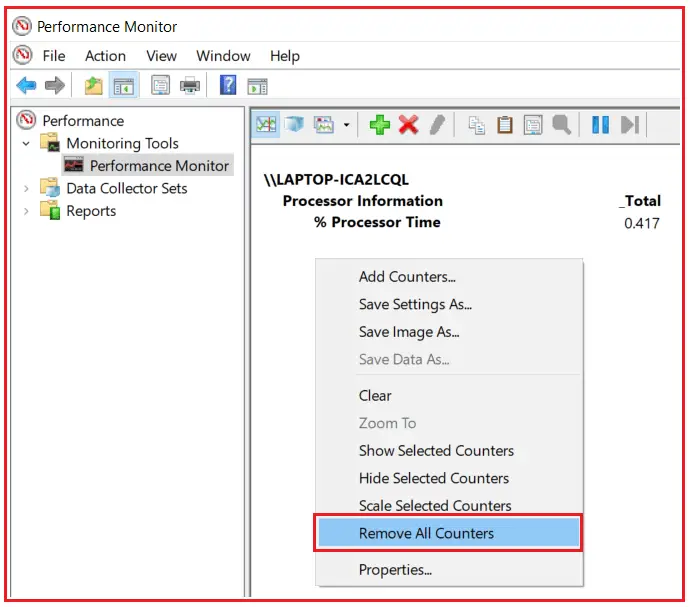 Performance Monitor
File Action View Window Help
Performance
Monitoring Tools
Performance Monitor
Data Collector Sets
Reports
\\LAPTOP-ICA2LCQL
Processor Information _Total
% Processor Time 0.417
Add Counters...
Save Settings As...
Save Image As...
Save Data As...
Clear
Zoom To
Show Selected Counters
Hide Selected Counters
Scale Selected Counters
Remove All Counters
Properties...